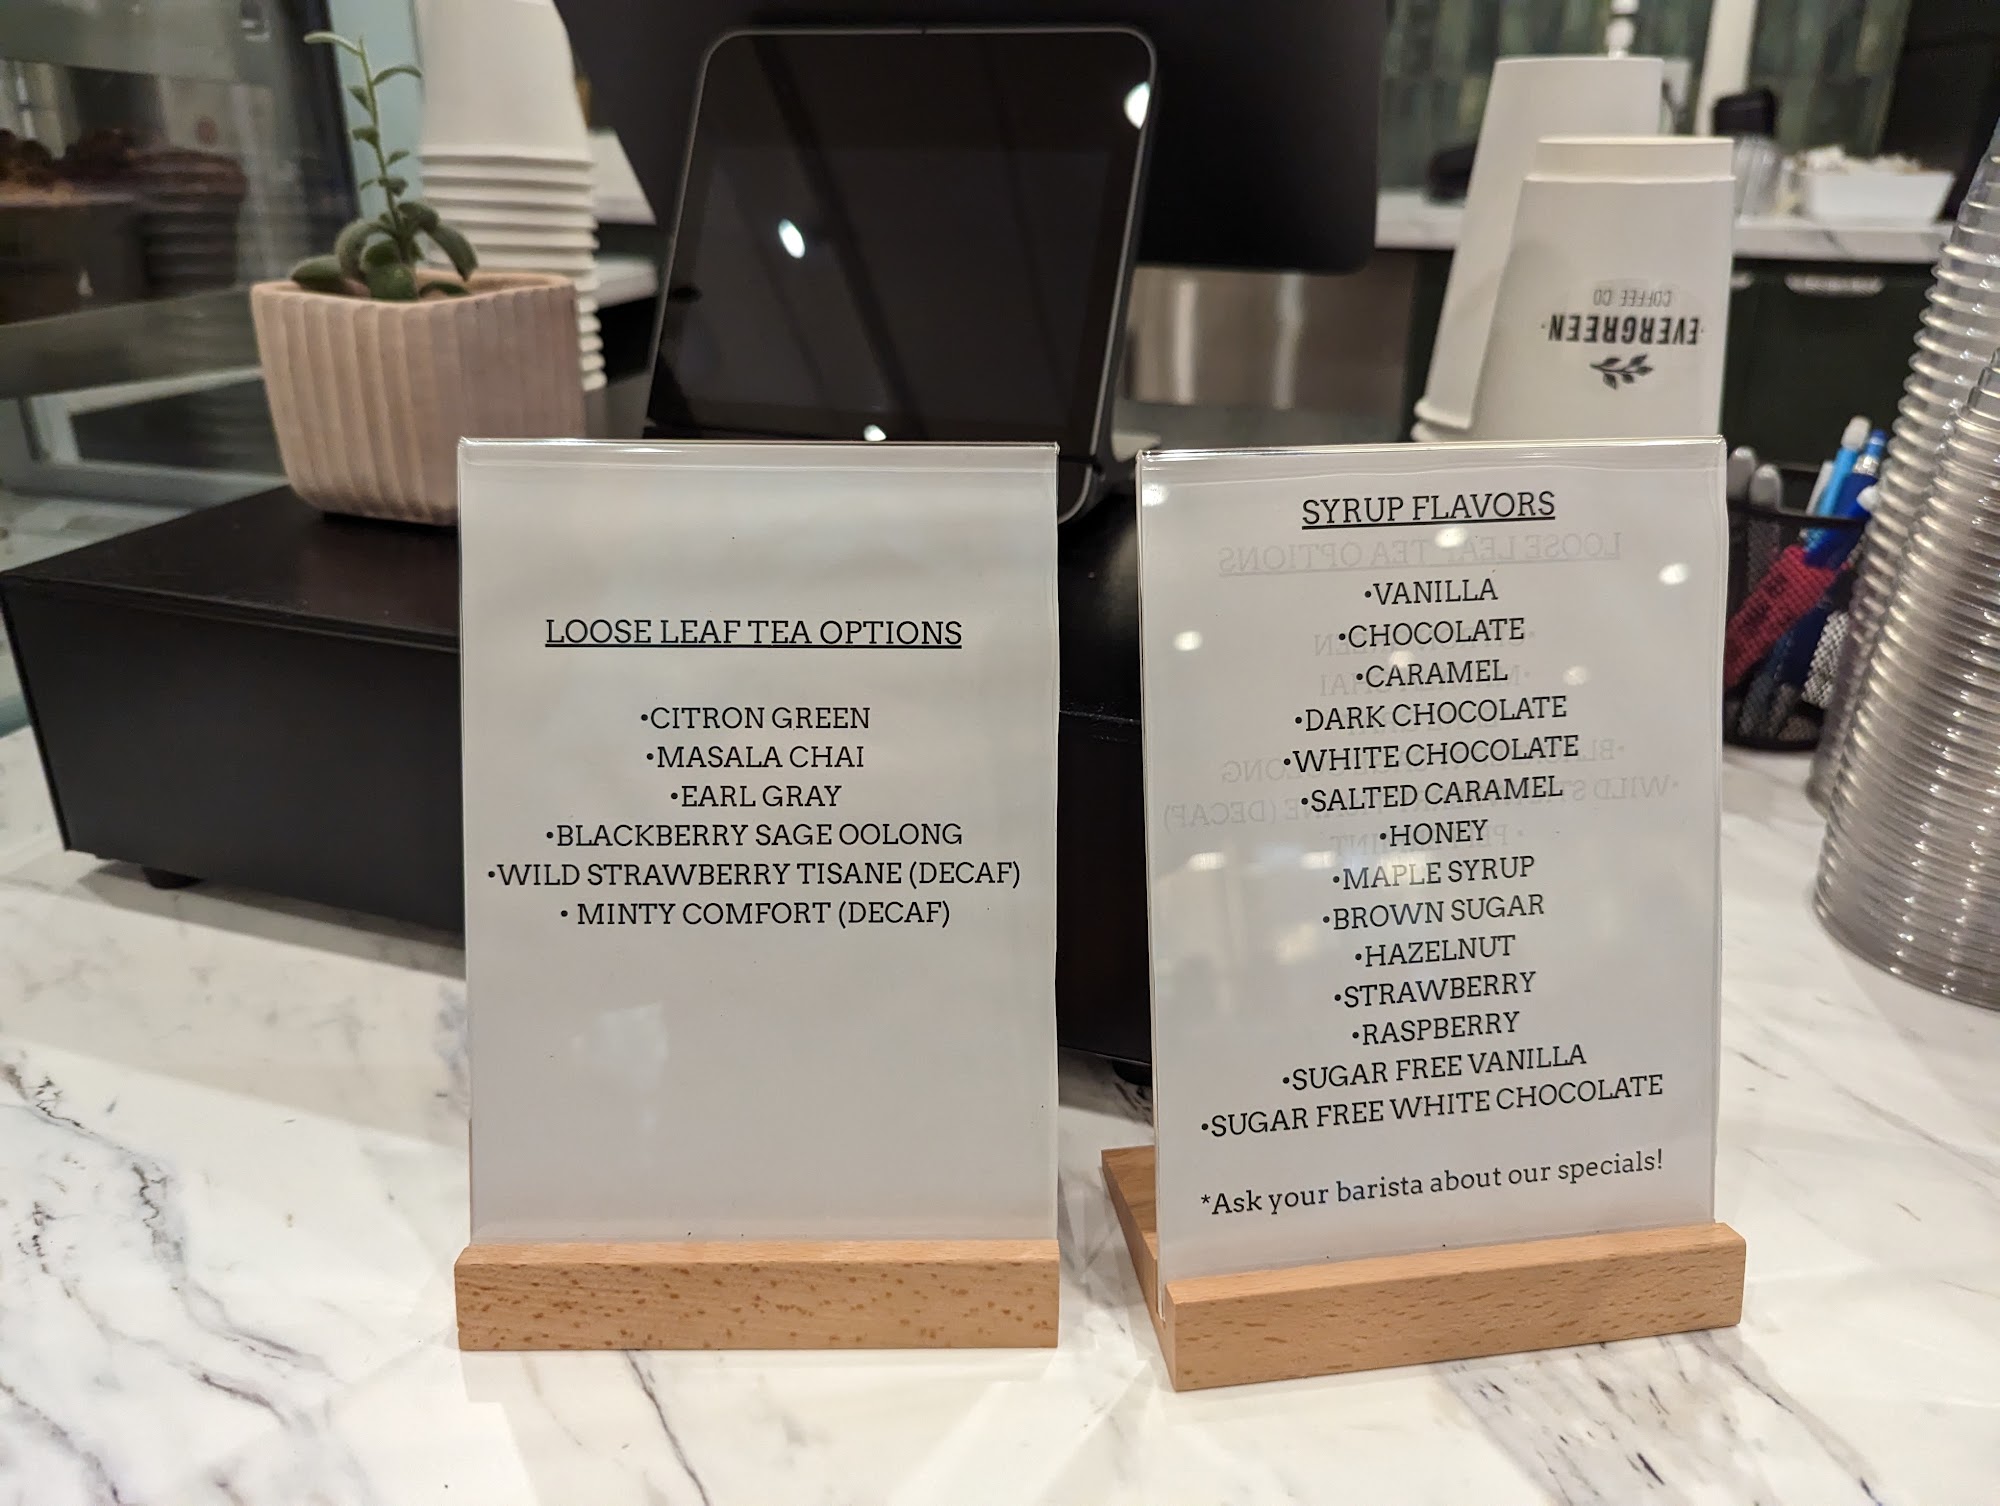 EVERGREEN
COFFEE CO
LOOSE LEAF TEA OPTIONS
•CITRON GREEN
•MASALA CHAI
•EARL GRAY
•BLACKBERRY SAGE OOLONG
•WILD STRAWBERRY TISANE (DECAF)
• MINTY COMFORT (DECAF)
SYRUP FLAVORS
•VANILLA
•CHOCOLATE
•CARAMEL
•DARK CHOCOLATE
•WHITE CHOCOLATE
•SALTED CARAMEL
•HONEY
•MAPLE SYRUP
•BROWN SUGAR
•HAZELNUT
•STRAWBERRY
•RASPBERRY
•SUGAR FREE VANILLA
•SUGAR FREE WHITE CHOCOLATE
*Ask your barista about our specials!